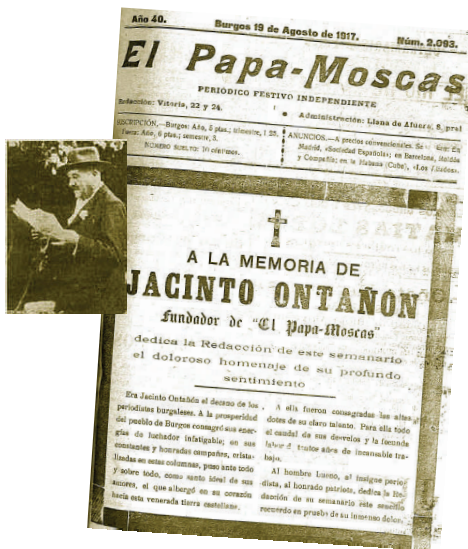 Año 40.
Burgos 19 de Agosto de 1917.
Núm. 2.093.
El Papa-Moscas
PERIÓDICO FESTIVO INDEPENDIENTE
Redacción: Vitoria, 22 y 24.
Administración: Llana de Afuera, 8, pral
SUSCRIPCIÓN.—Burgos: Año, 5 ptas.; trimestre, 1 25.
Fuera: Año, 6 ptas.; semestre, 3.
NÚMERO SUELTO: 10 céntimos.
ANUNCIOS.—A precios convencionales. Se
Madrid, «Sociedad Española»; en Barcelona, Roldós
y Compañía; en la Habana (Cuba),
A LA MEMORIA DE
JACINTO ONTAÑÓN
Fundador de "El Papa-Moscas"
dedica la Redacción de este semanario
el doloroso homenaje de su profundo
sentimiento
Era Jacinto Ontañón el decano de los
periodistas burgaleses. A la prosperidad
del pueblo de Burgos consagró sus ener-
gías de luchador infatigable; en sus
constantes y honradas campañas, crista-
lizadas en estas columnas, puso ante todo
y sobre todo, como santo ideal de sus
amores, el que albergó en su corazón
hacia esta venerada tierra castellana.
A ella fueron consagradas las altas
dotes de su claro talento. Para ella todo
el caudal de sus desvelos y la fecunda
labor de tantos años de incansable tra-
bajo.
Al hombre bueno, al insigne perio-
dista, al honrado patriota, dedica la Re-
dacción de su semanario este sencillo
recuerdo en prueba de su inmenso dolor.